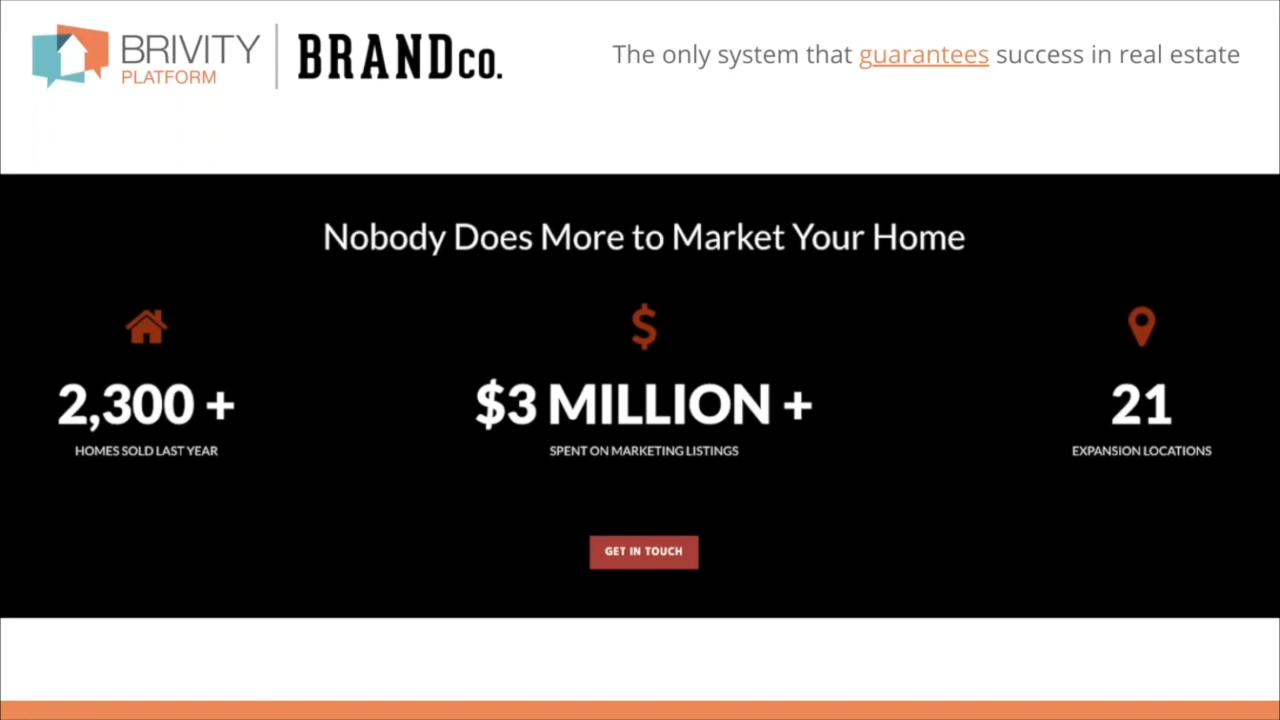 BRIVITY
PLATFORM
BRANDCO.
The only system that guarantees success in real estate
Nobody Does More to Market Your Home
2,300 +
HOMES SOLD LAST YEAR
$3 MILLION +
SPENT ON MARKETING LISTINGS
21
EXPANSION LOCATIONS
GET IN TOUCH